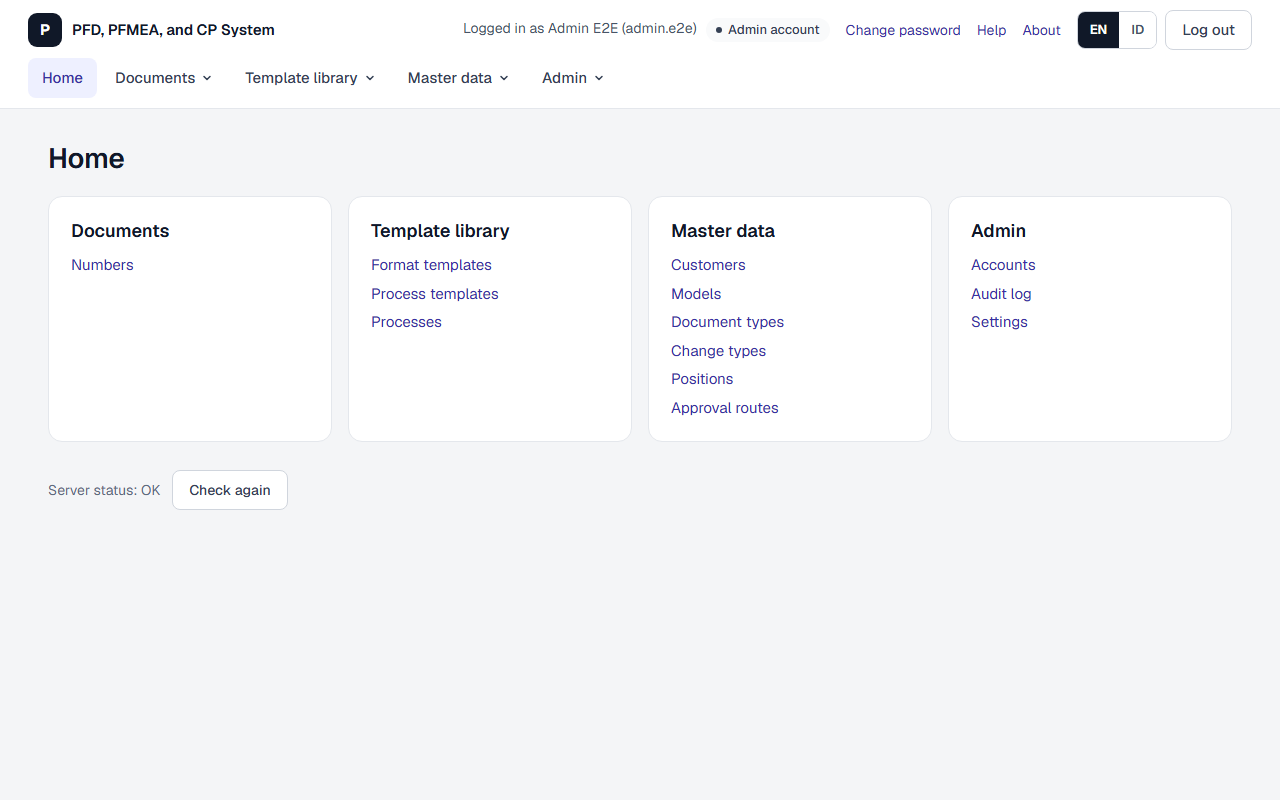 P PFD, PFMEA, and CP System Logged in as Admin E2E (admin.e2e) Admin account Change password Help About EN ID Log out
Home Documents Template library Master data Admin
Home
Documents
Numbers
Template library
Format templates
Process templates
Processes
Master data
Customers
Models
Document types
Change types
Positions
Approval routes
Admin
Accounts
Audit log
Settings
Server status: OK Check again